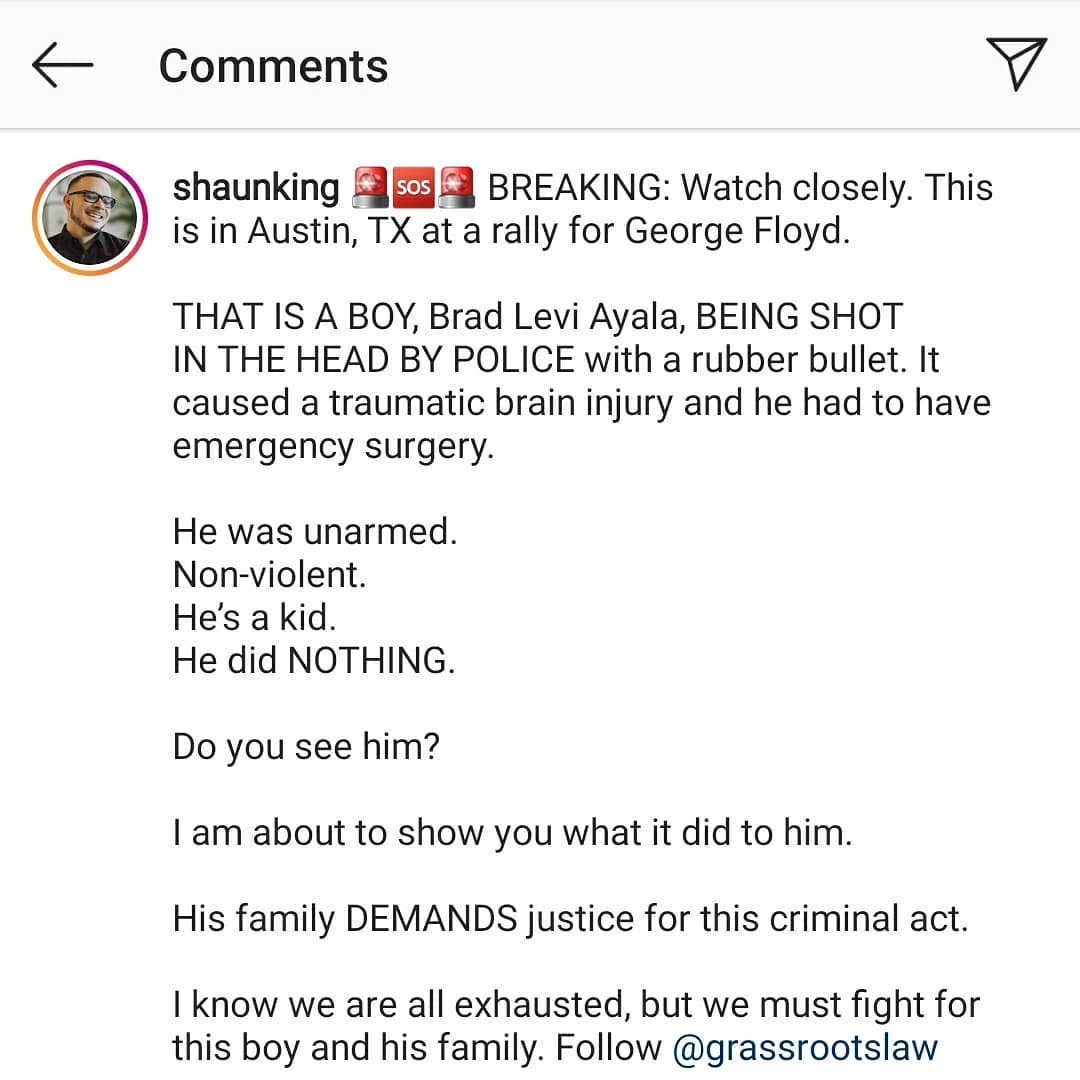 Comments
shaunking 🚨🆘🚨 BREAKING: Watch closely. This
is in Austin, TX at a rally for George Floyd.
THAT IS A BOY, Brad Levi Ayala, BEING SHOT
IN THE HEAD BY POLICE with a rubber bullet. It
caused a traumatic brain injury and he had to have
emergency surgery.
He was unarmed.
Non-violent.
He's a kid.
He did NOTHING.
Do you see him?
I am about to show you what it did to him.
His family DEMANDS justice for this criminal act.
I know we are all exhausted, but we must fight for
this boy and his family. Follow @grassrootslaw